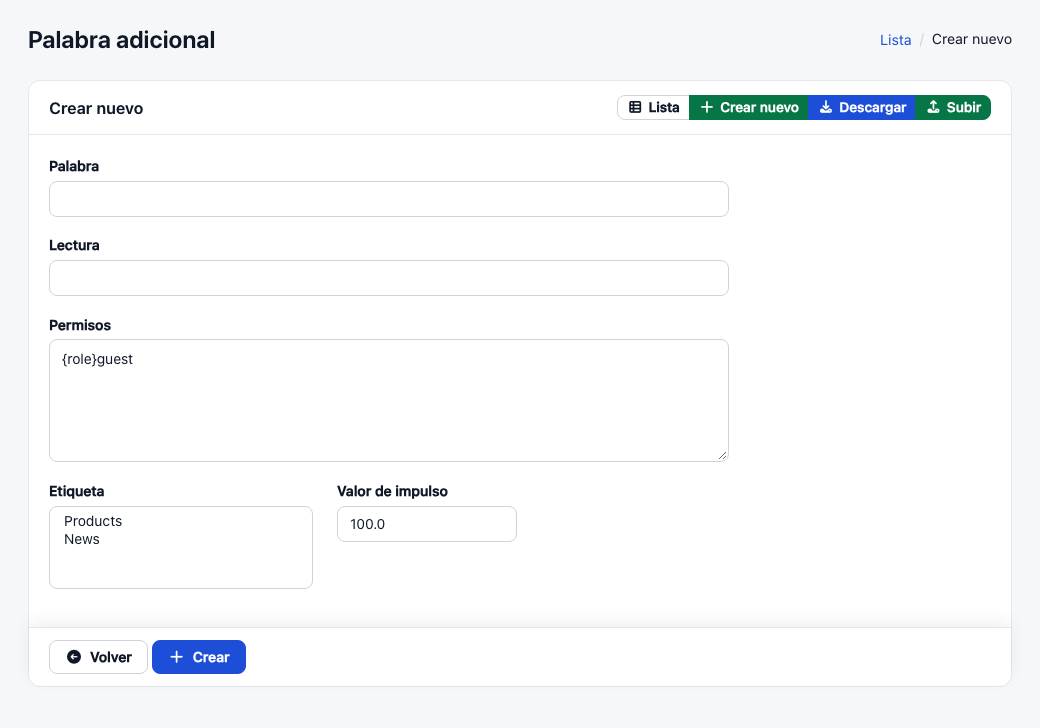 Palabra adicional
Lista / Crear nuevo
Crear nuevo
Lista
Crear nuevo
Descargar
Subir
Palabra
Lectura
Permisos
{role}guest
Etiqueta
Valor de impulso
Products
News
100.0
Volver
Crear